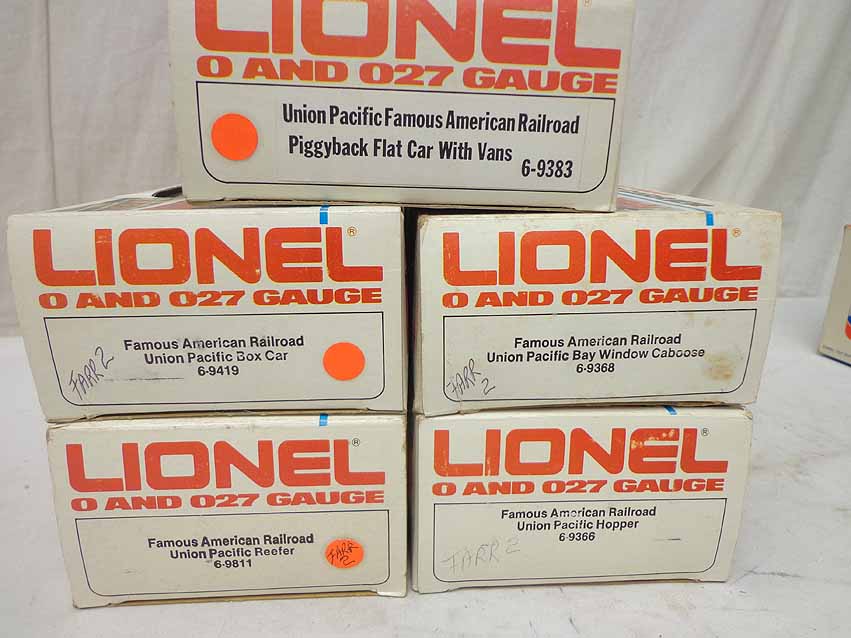 LIONEL®
O AND O27 GAUGE
Union Pacific Famous American Railroad
Piggyback Flat Car With Vans
6-9383
LIONEL®
O AND O27 GAUGE
Famous American Railroad
Union Pacific Box Car
6-9419
FARR 2
LIONEL®
O AND O27 GAUGE
Famous American Railroad
Union Pacific Bay Window Caboose
6-9368
FARR
2
LIONEL®
O AND O27 GAUGE
Famous American Railroad
Union Pacific Reefer
6-9811
FARR
2
LIONEL®
O AND O27 GAUGE
Famous American Railroad
Union Pacific Hopper
6-9366
FARR 2